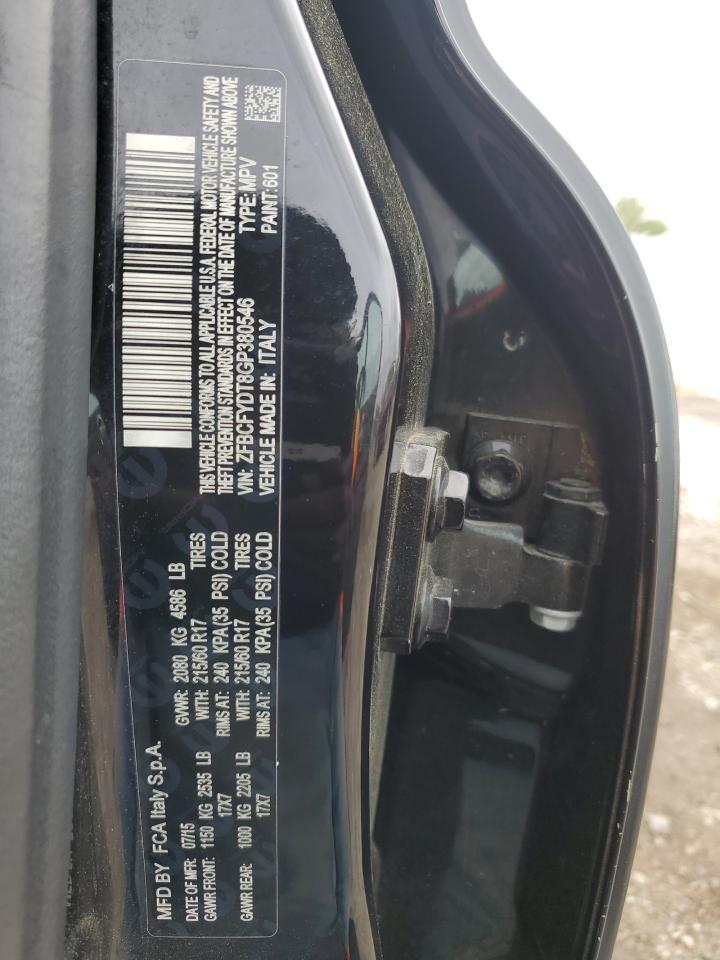 MFD BY FCA Italy S.p.A.
DATE OF MFR: 07/15 GVWR: 2080 KG 4586 LB
GAWR FRONT: 1150 KG 2535 LB WITH: 215/60 R17 TIRES
17X7 RIMS AT: 240 KPA(35 PSI) COLD
GAWR REAR: 1000 KG 2205 LB WITH: 215/60 R17 TIRES
17X7 RIMS AT: 240 KPA(35 PSI) COLD
THIS VEHICLE CONFORMS TO ALL APPLICABLE U.S.A. FEDERAL MOTOR VEHICLE SAFETY AND
THEFT PREVENTION STANDARDS IN EFFECT ON THE DATE OF MANUFACTURE SHOWN ABOVE
VIN: ZFBCFYDT8GP380546 TYPE: MPV
VEHICLE MADE IN: ITALY PAINT: 601